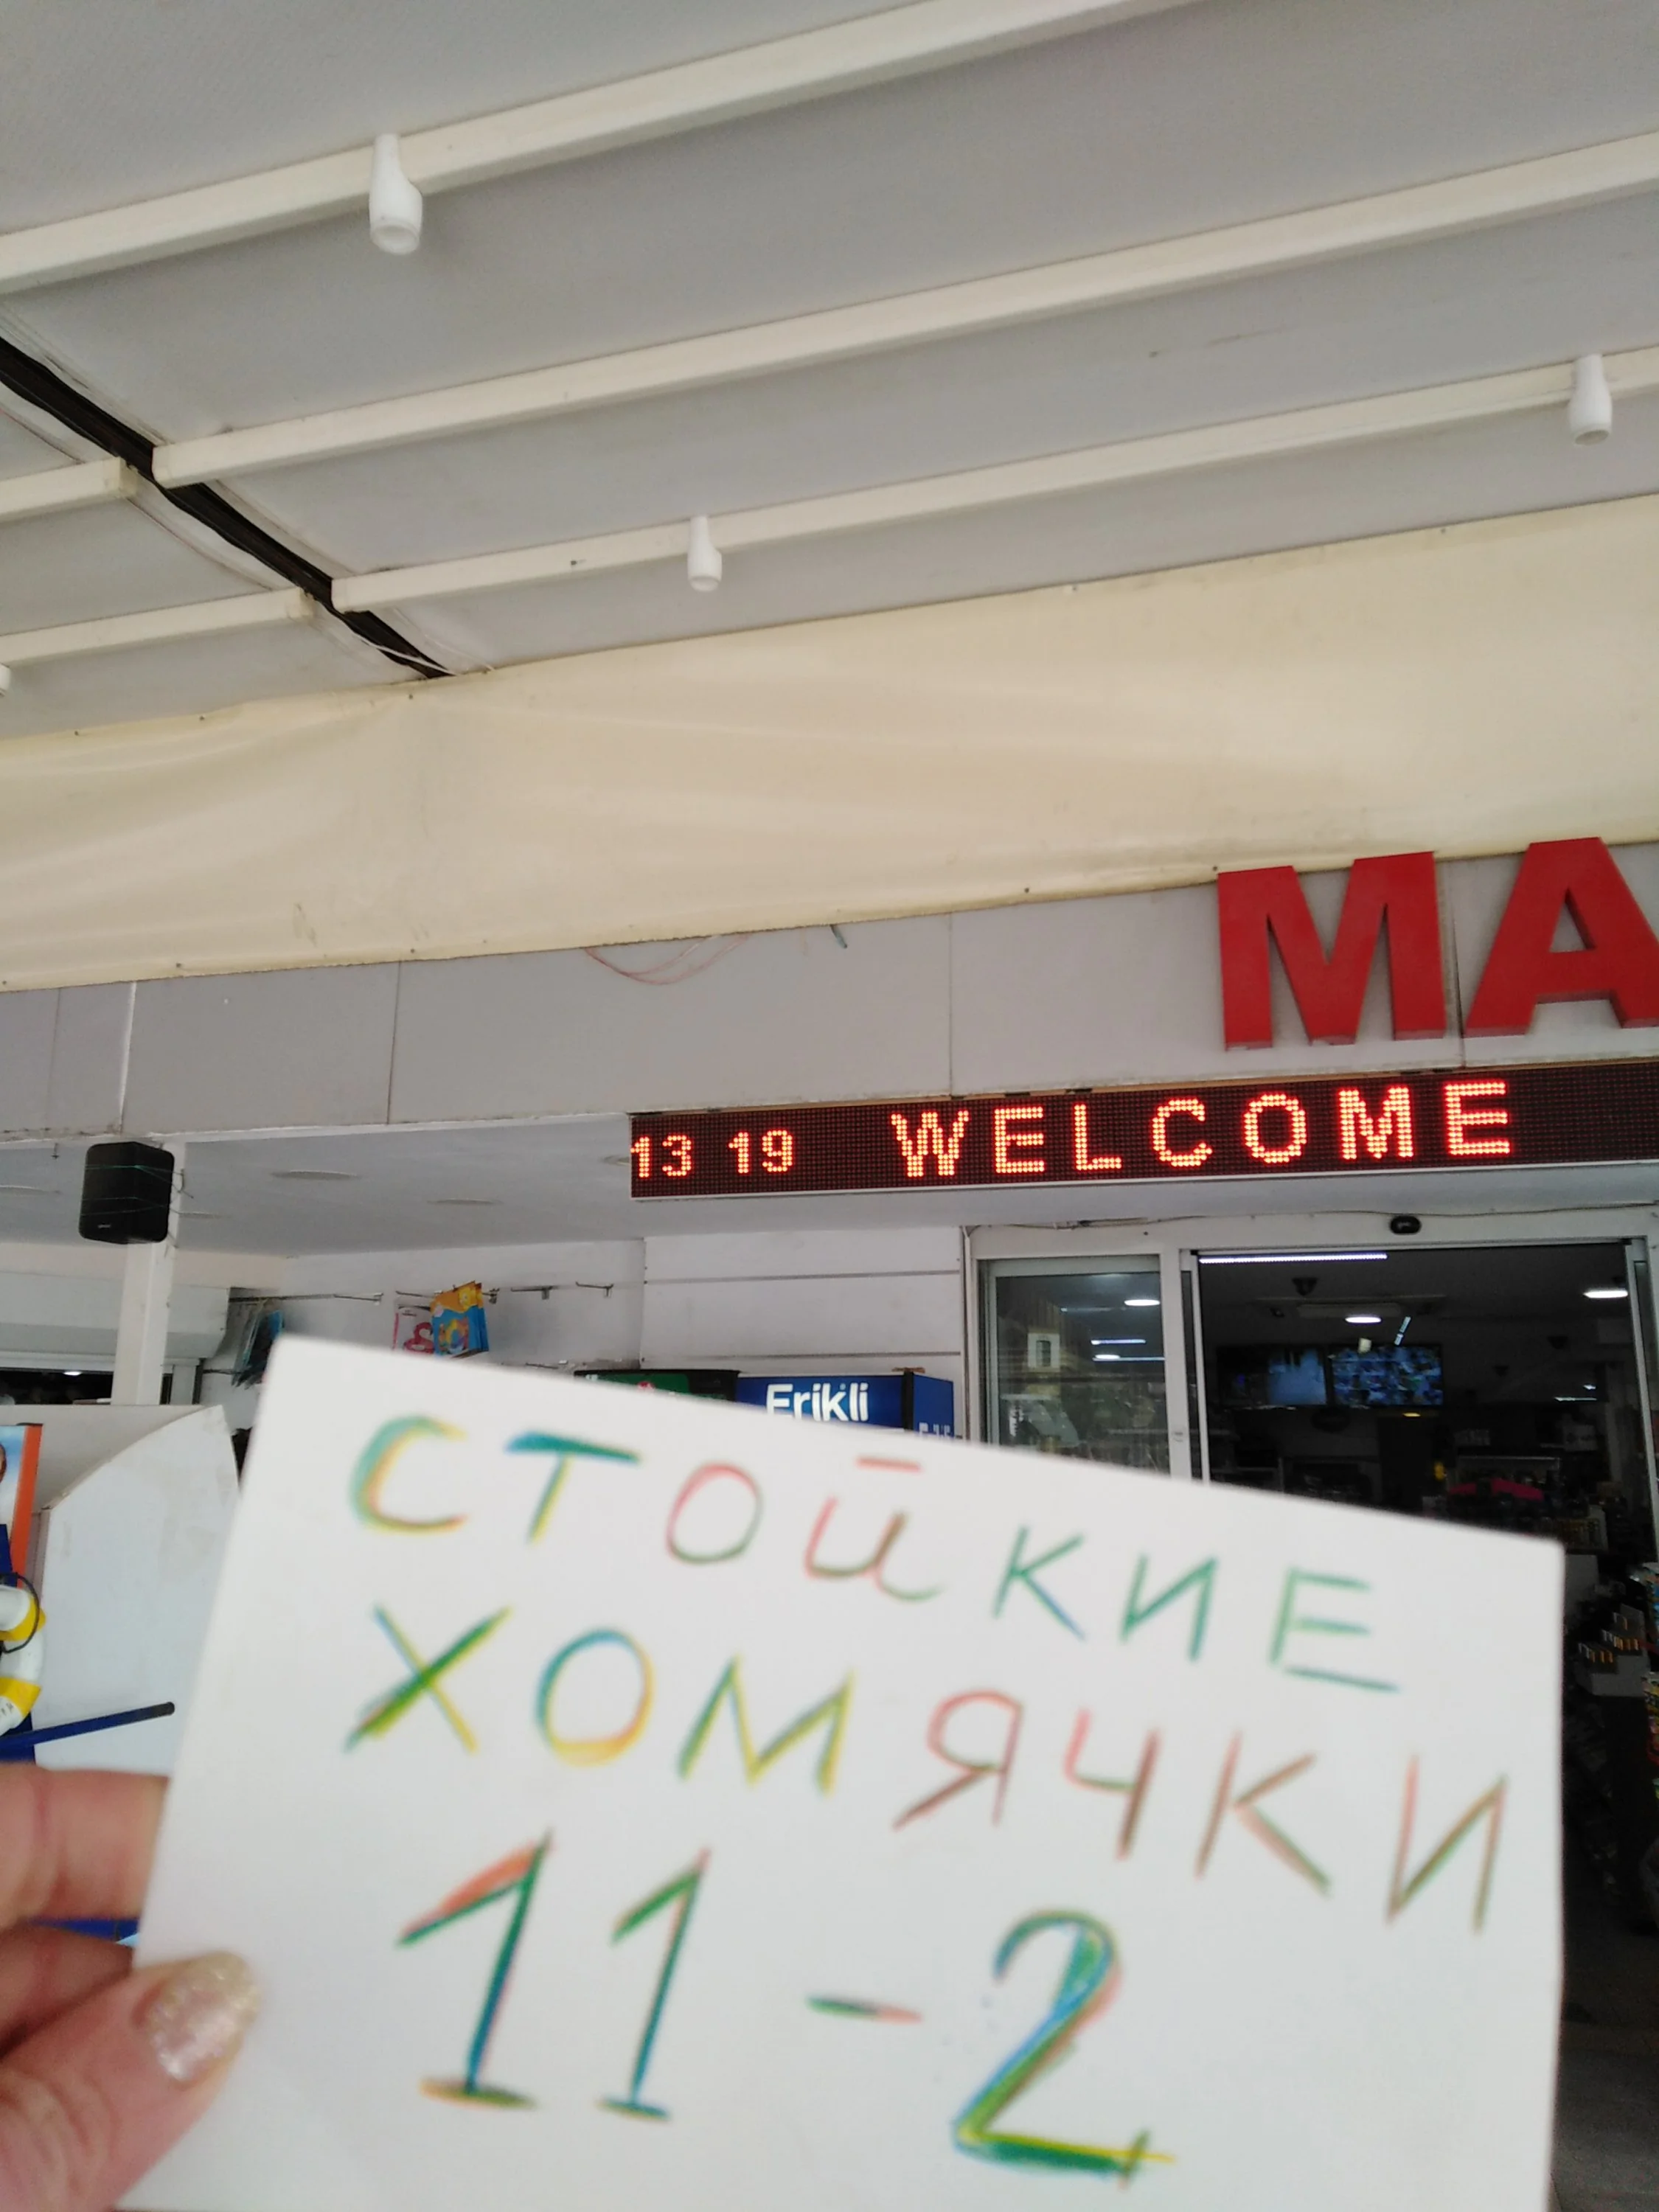 MA
13 19 WELCOME
Erikli
СТОЙКИЕ
ХОМЯЧКИ
11-2